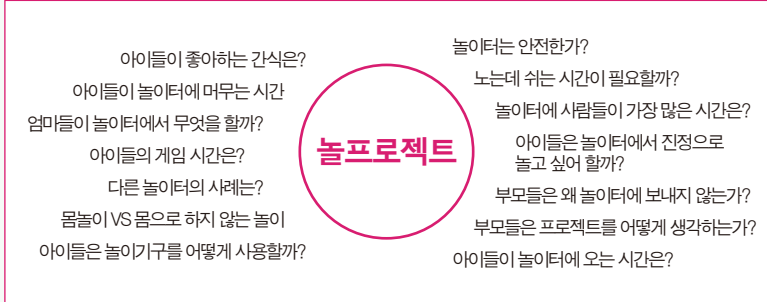 아이들이 좋아하는 간식은?
아이들이 놀이터에 머무는 시간
엄마들이 놀이터에서 무엇을 할까?
아이들의 게임 시간은?
다른 놀이터의 사례는?
몸놀이 VS 몸으로 하지 않는 놀이
아이들은 놀이기구를 어떻게 사용할까?
놀프로젝트
놀이터는 안전한가?
노는데 쉬는 시간이 필요할까?
놀이터에 사람들이 가장 많은 시간은?
아이들은 놀이터에서 진정으로
놀고 싶어 할까?
부모들은 왜 놀이터에 보내지 않는가?
부모들은 프로젝트를 어떻게 생각하는가?
아이들이 놀이터에 오는 시간은?